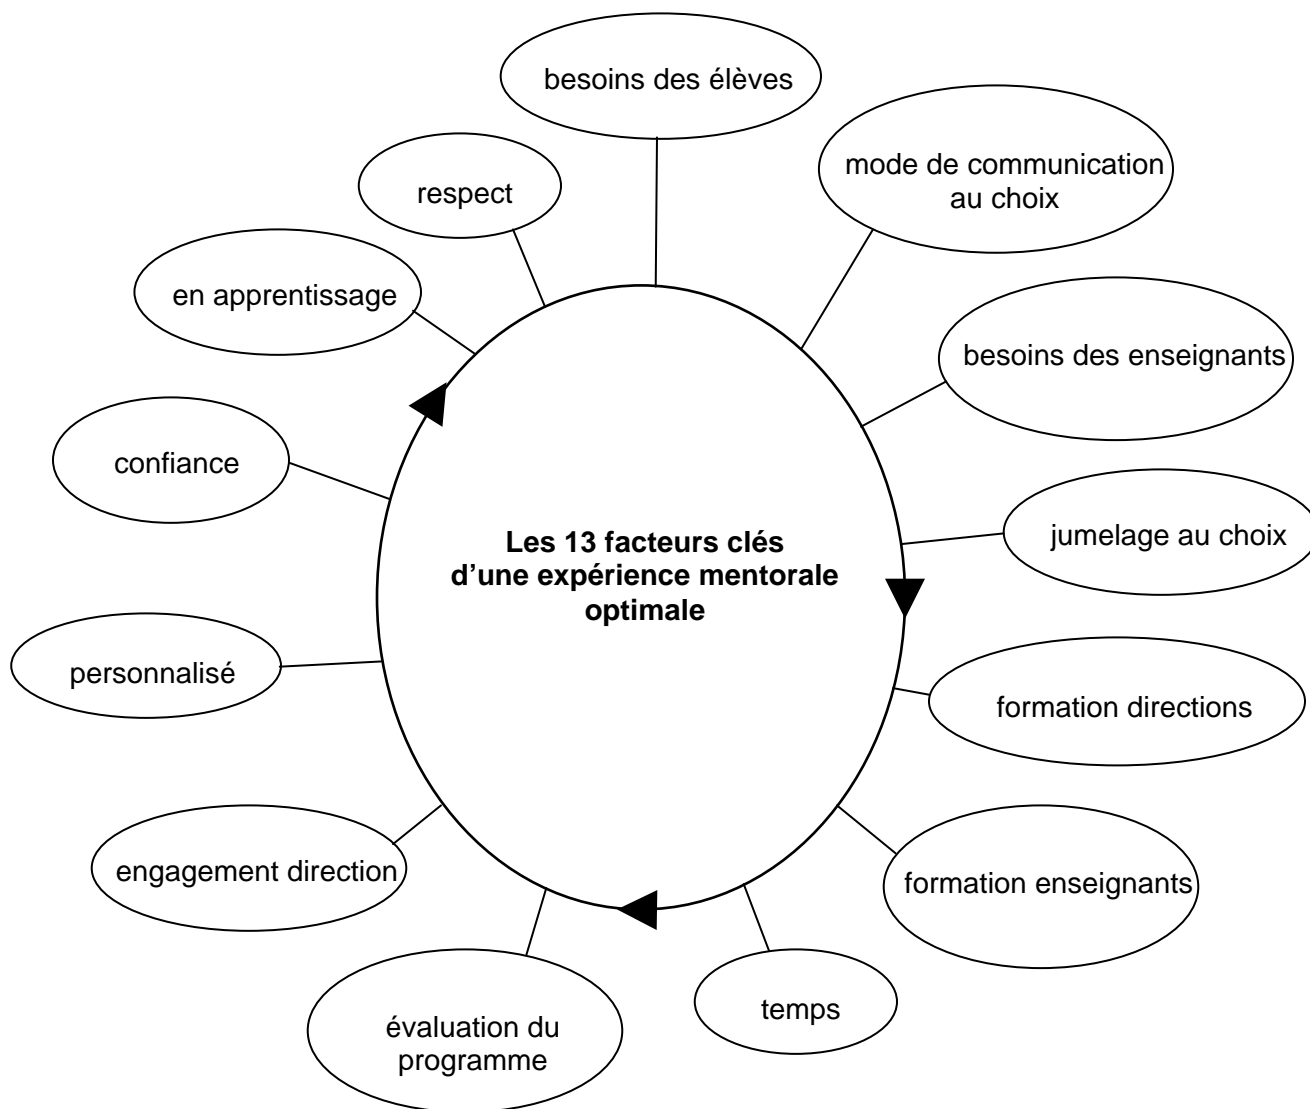 besoins des élèves
mode de communication
au choix
respect
en apprentissage
besoins des enseignants
confiance
jumelage au choix
Les 13 facteurs clés
d’une expérience mentorale
optimale
personnalisé
formation directions
engagement direction
formation enseignants
temps
évaluation du
programme